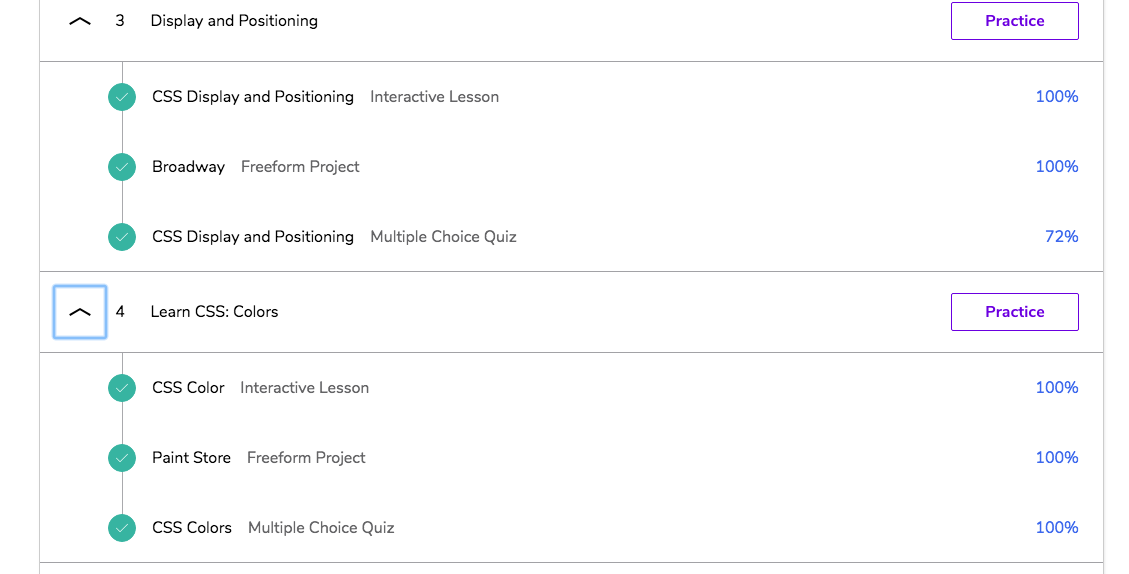 3 Display and Positioning Practice
CSS Display and Positioning Interactive Lesson 100%
Broadway Freeform Project 100%
CSS Display and Positioning Multiple Choice Quiz 72%
4 Learn CSS: Colors Practice
CSS Color Interactive Lesson 100%
Paint Store Freeform Project 100%
CSS Colors Multiple Choice Quiz 100%